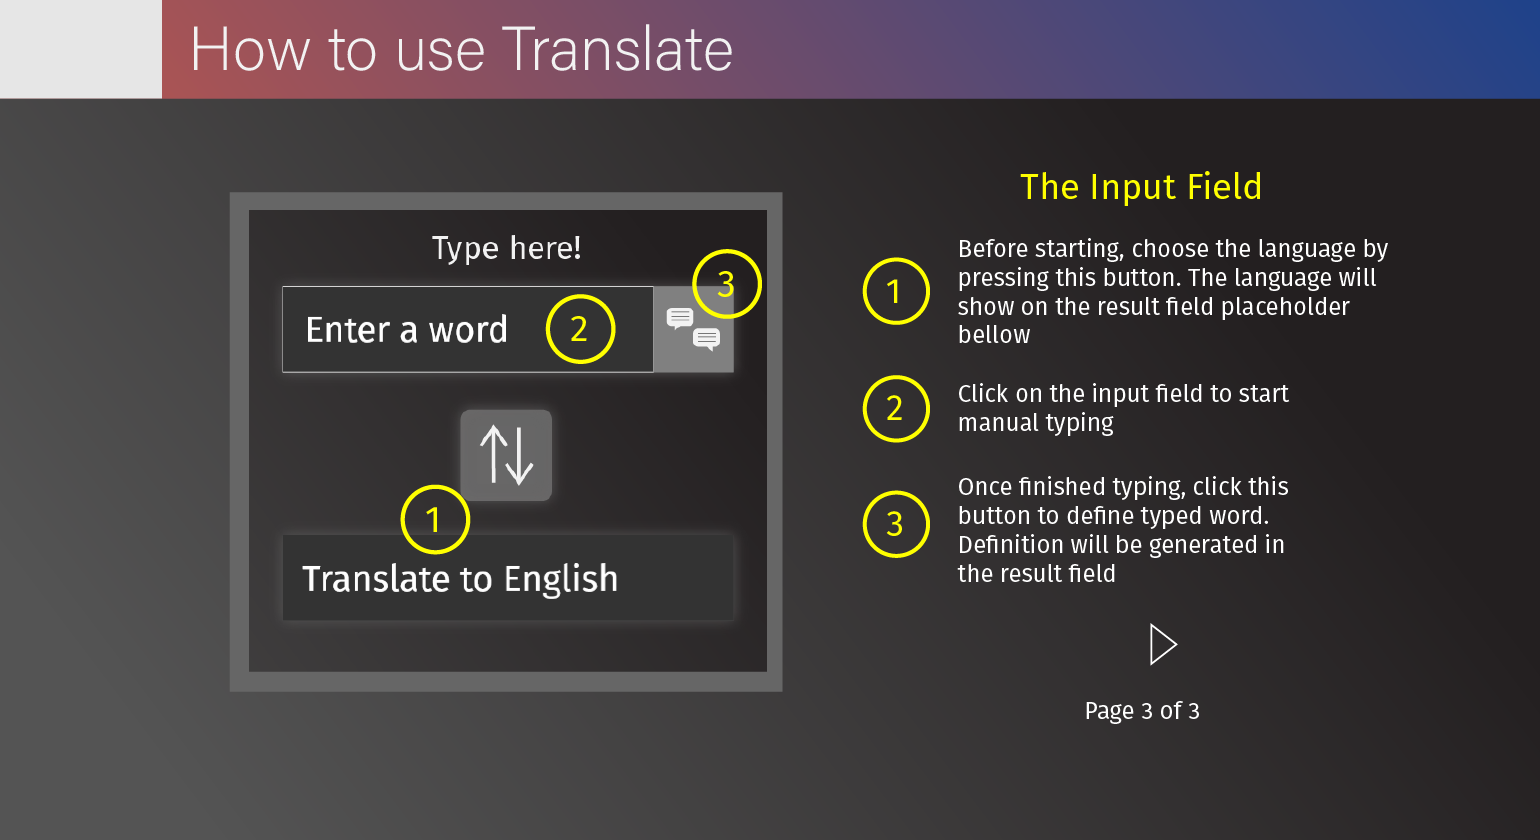 How to use Translate
Type here!
3
Enter a word
2
1
Translate to English
The Input Field
1
Before starting, choose the language by
pressing this button. The language will
show on the result field placeholder
bellow
2
Click on the input field to start
manual typing
3
Once finished typing, click this
button to define typed word.
Definition will be generated in
the result field
Page 3 of 3